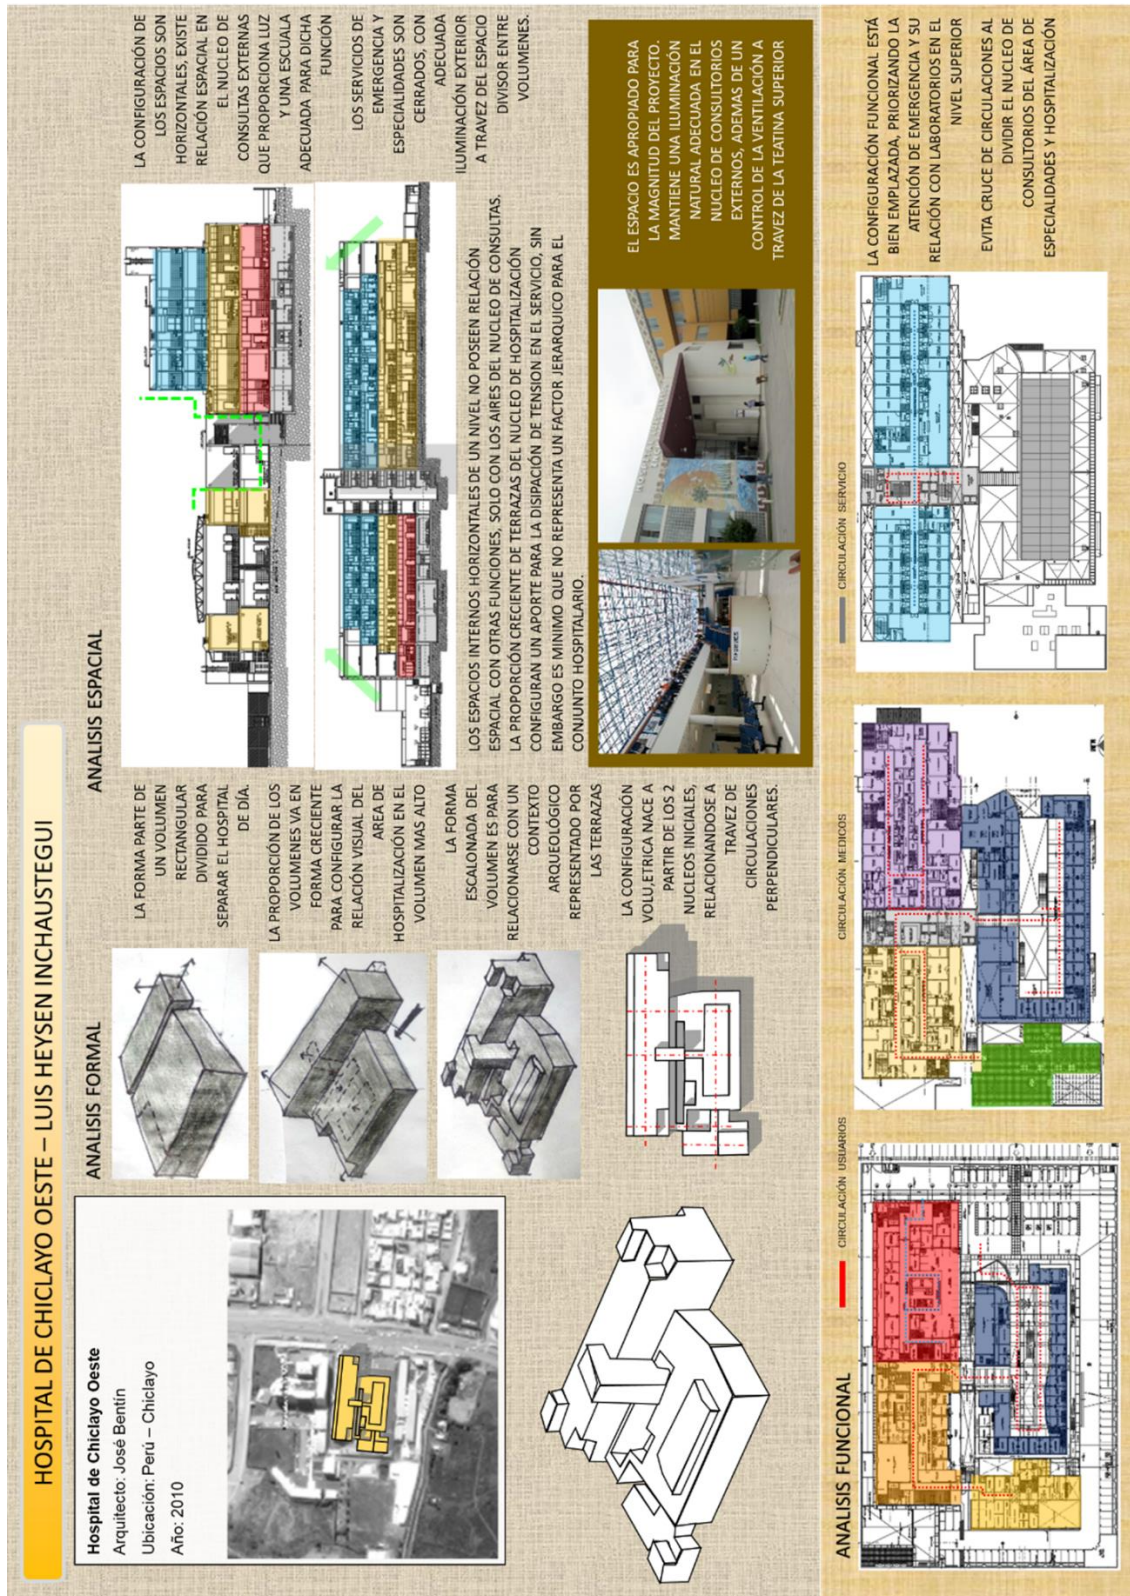 HOSPITAL DE CHICLAYO OESTE – LUIS HEYSEN INCHAUSTEGUI
Hospital de Chiclayo Oeste
Arquitecto: José Bentín
Ubicación: Perú – Chiclayo
Año: 2010
ANALISIS FORMAL
LA FORMA PARTE DE
UN VOLUMEN
RECTANGULAR
DIVIDIDO PARA
SEPARAR EL HOSPITAL
DE DÍA.
LA PROPORCIÓN DE LOS
VOLUMENES VA EN
FORMA CRECIENTE
PARA CONFIGURAR LA
RELACIÓN VISUAL DEL
AREA DE
HOSPITALIZACIÓN EN EL
VOLUMEN MAS ALTO
LA FORMA
ESCALONADA DEL
VOLUMEN ES PARA
RELACIONARSE CON UN
CONTEXTO
ARQUEOLÓGICO
REPRESENTADO POR
LAS TERRAZAS
LA CONFIGURACIÓN
VOLU.ETRICA NACE A
PARTIR DE LOS 2
NUCLEOS INICIALES,
RELACIONANDOSE A
TRAVEZ DE
CIRCULACIONES
PERPENDICULARES.
ANALISIS ESPACIAL
LA CONFIGURACIÓN DE
LOS ESPACIOS SON
HORIZONTALES, EXISTE
RELACIÓN ESPACIAL EN
EL NUCLEO DE
CONSULTAS EXTERNAS
QUE PROPORCIONA LUZ
Y UNA ESCUALA
ADECUADA PARA DICHA
FUNCIÓN
LOS SERVICIOS DE
EMERGENCIA Y
ESPECIALIDADES SON
CERRADOS, CON
ADECUADA
ILUMINACIÓN EXTERIOR
A TRAVEZ DEL ESPACIO
DIVISOR ENTRE
VOLUMENES.
LOS ESPACIOS INTERNOS HORIZONTALES DE UN NIVEL NO POSEEN RELACIÓN
ESPACIAL CON OTRAS FUNCIONES, SOLO CON LOS AIRES DEL NUCLEO DE CONSULTAS.
LA PROPORCIÓN CRECIENTE DE TERRAZAS DEL NUCLEO DE HOSPITALIZACIÓN
CONFIGURAN UN APORTE PARA LA DISIPACIÓN DE TENSION EN EL SERVICIO, SIN
EMBARGO ES MINIMO QUE NO REPRESENTA UN FACTOR JERARQUICO PARA EL
CONJUNTO HOSPITALARIO.
EL ESPACIO ES APROPIADO PARA
LA MAGNITUD DEL PROYECTO.
MANTIENE UNA ILUMINACIÓN
NATURAL ADECUADA EN EL
NUCLEO DE CONSULTORIOS
EXTERNOS, ADEMAS DE UN
CONTROL DE LA VENTILACIÓN A
TRAVEZ DE LA TEATINA SUPERIOR
ANALISIS FUNCIONAL
CIRCULACIÓN USUARIOS
CIRCULACIÓN MEDICOS
CIRCULACIÓN SERVICIO
LA CONFIGURACIÓN FUNCIONAL ESTÁ
BIEN EMPLAZADA, PRIORIZANDO LA
ATENCIÓN DE EMERGENCIA Y SU
RELACIÓN CON LABORATORIOS EN EL
NIVEL SUPERIOR
EVITA CRUCE DE CIRCULACIONES AL
DIVIDIR EL NUCLEO DE
CONSULTORIOS DEL ÁREA DE
ESPECIALIDADES Y HOSPITALIZACIÓN